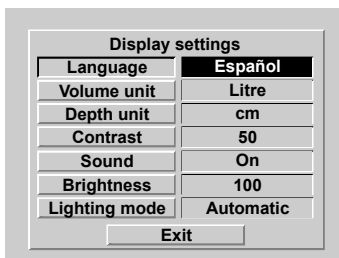 Display settings
Language Español
Volume unit Litre
Depth unit cm
Contrast 50
Sound On
Brightness 100
Lighting mode Automatic
Exit